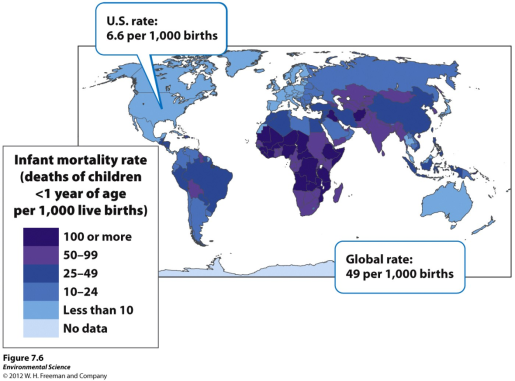 U.S. rate:
6.6 per 1,000 births
Infant mortality rate
(deaths of children
<1 year of age
per 1,000 live births)
100 or more
50–99
25–49
10–24
Less than 10
No data
Global rate:
49 per 1,000 births
Figure 7.6
Environmental Science
© 2012 W. H. Freeman and Company